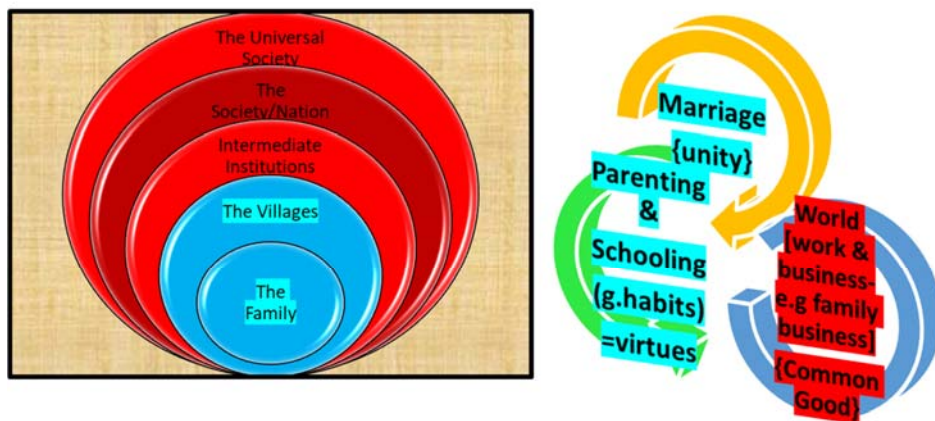 The Universal
Society
The
Society/Nation
Intermediate
Institutions
The Villages
The
Family
Marriage
{unity}
Parenting
&
Schooling
(g.habits)
=virtues
World
[work &
business-
e.g family
business]
{Common
Good}